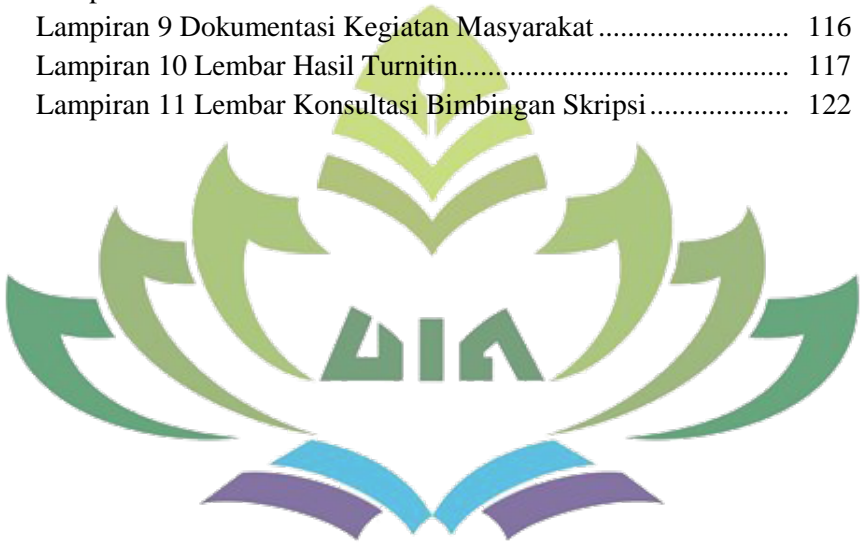 Lampiran 9 Dokumentasi Kegiatan Masyarakat ......................... 116
Lampiran 10 Lembar Hasil Turnitin........................................... 117
Lampiran 11 Lembar Konsultasi Bimbingan Skripsi................... 122
UIN